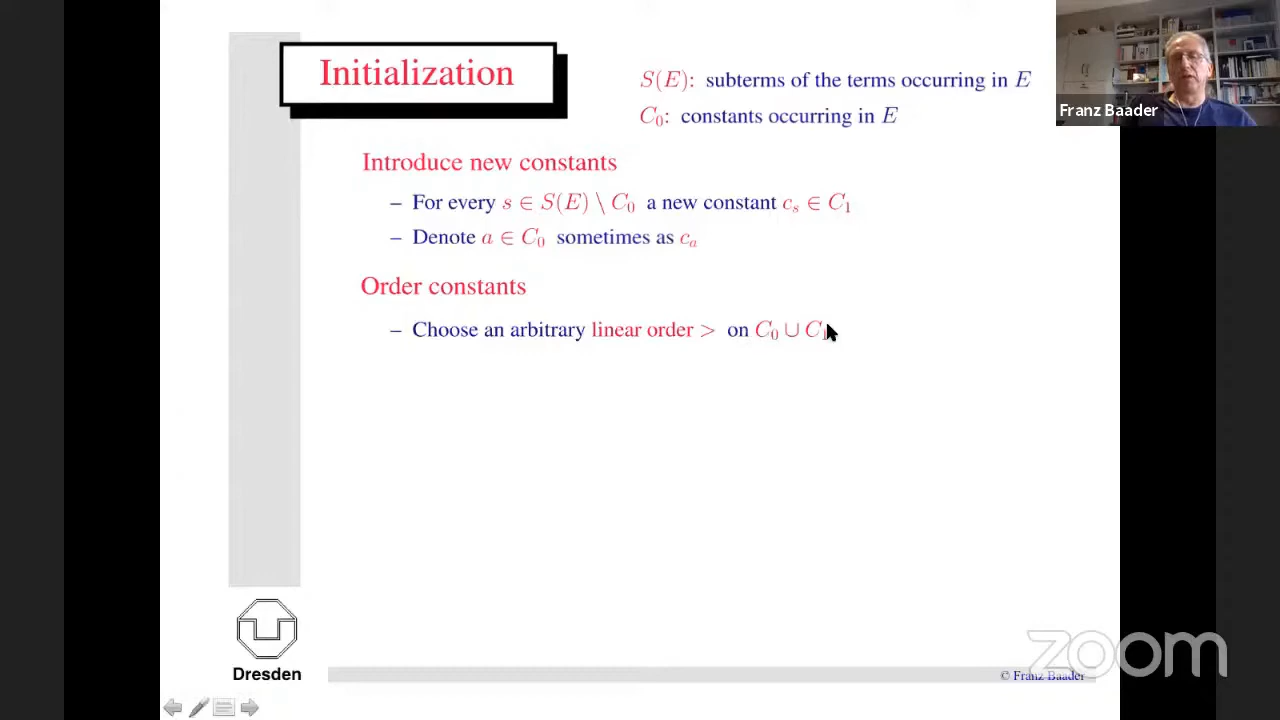 Initialization
S(E): subterms of the terms occurring in E
C₀: constants occurring in E
Franz Baader
Introduce new constants
– For every s ∈ S(E) \ C₀ a new constant cₛ ∈ C₁
– Denote a ∈ C₀ sometimes as cₐ
Order constants
– Choose an arbitrary linear order > on C₀ ∪ C₁
Dresden
zoom
© Franz Baader